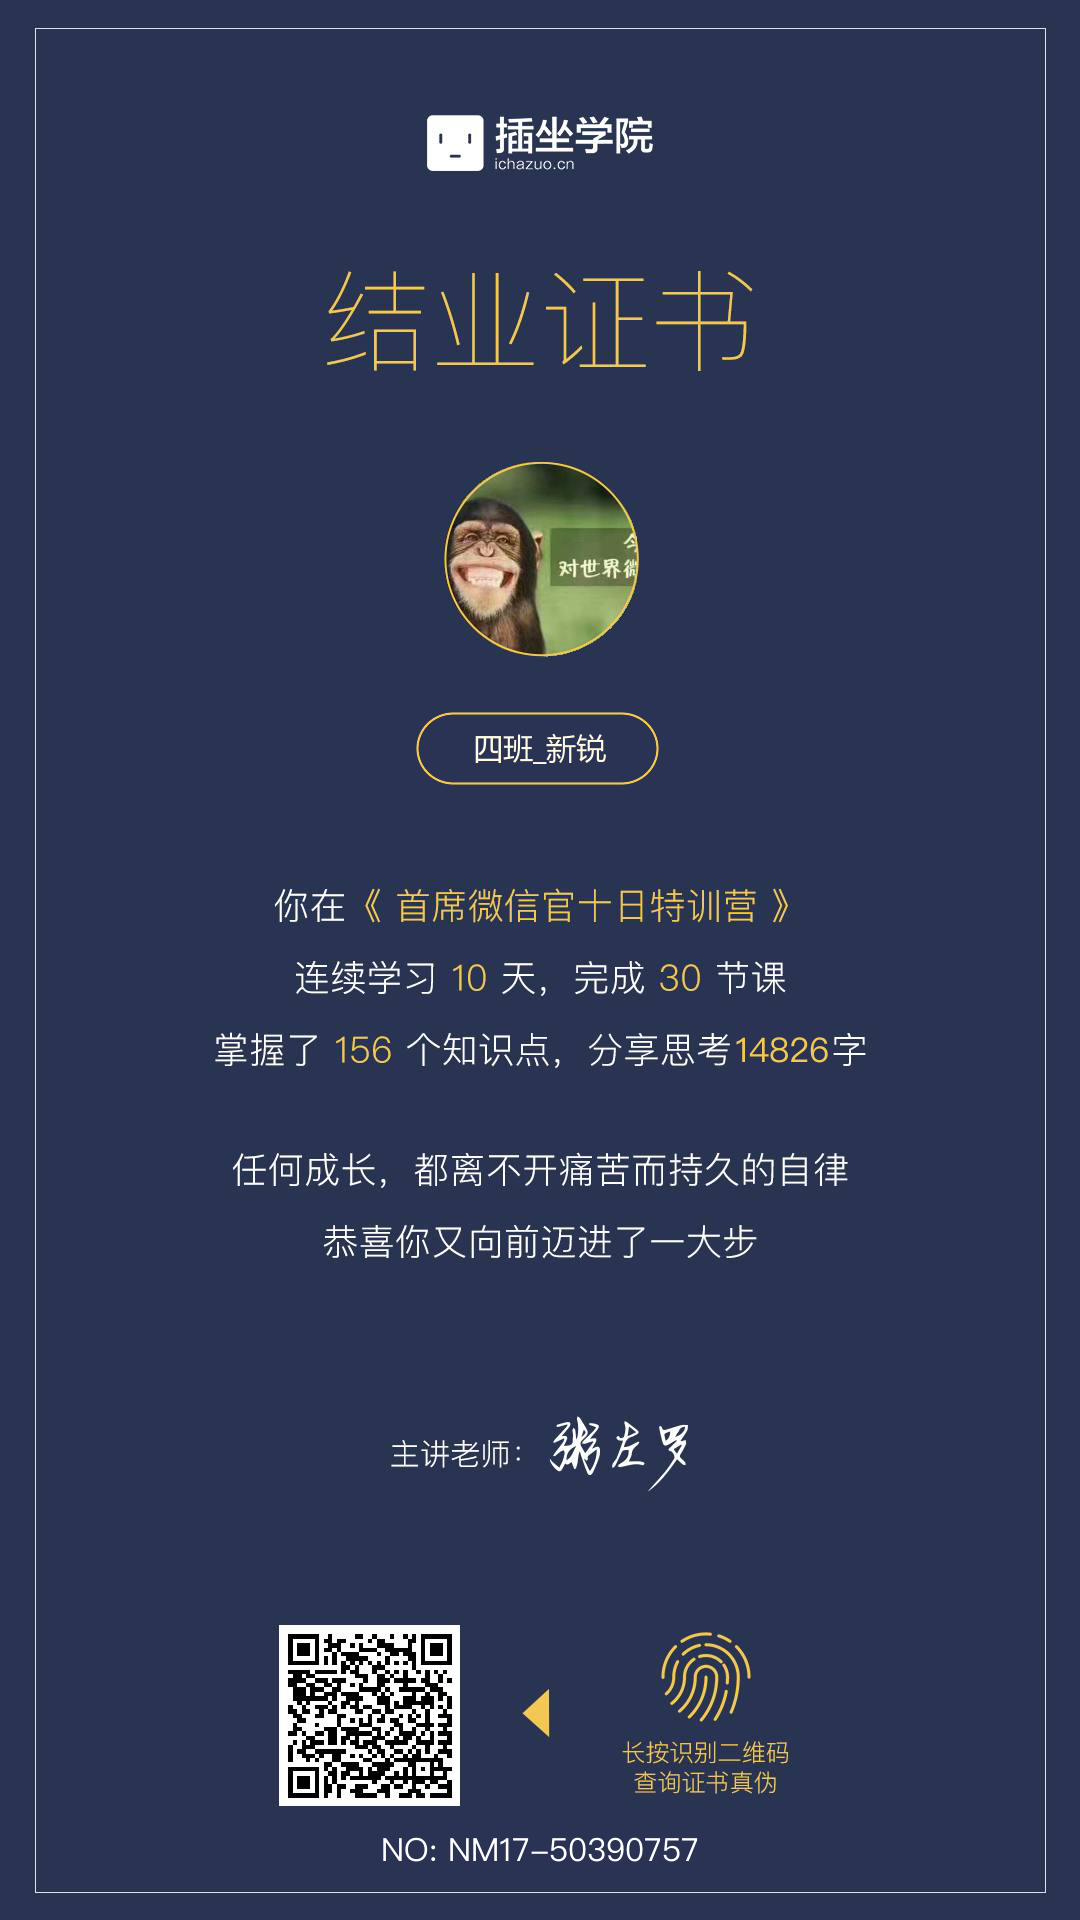 插坐学院
ichazuo.cn
结业证书
今
对世界微
四班_新锐
你在《 首席微信官十日特训营 》
连续学习 10 天，完成 30 节课
掌握了 156 个知识点，分享思考14826字
任何成长，都离不开痛苦而持久的自律
恭喜你又向前迈进了一大步
主讲老师：粥左罗
长按识别二维码
查询证书真伪
NO: NM17-50390757